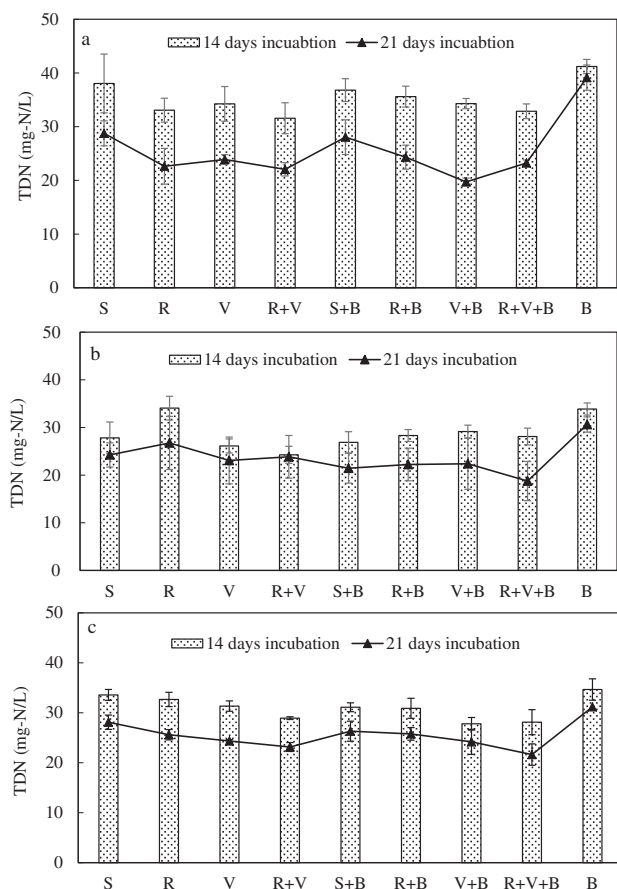 a
14 days incuabtion
21 days incuabtion
TDN (mg-N/L)
50
40
30
20
10
0
S R V R+V S+B R+B V+B R+V+B B
b
14 days incubation
21 days incubation
TDN (mg-N/L)
50
40
30
20
10
0
S R V R+V S+B R+B V+B R+V+B B
c
14 days incubation
21 days incubation
TDN (mg-N/L)
50
40
30
20
10
0
S R V R+V S+B R+B V+B R+V+B B